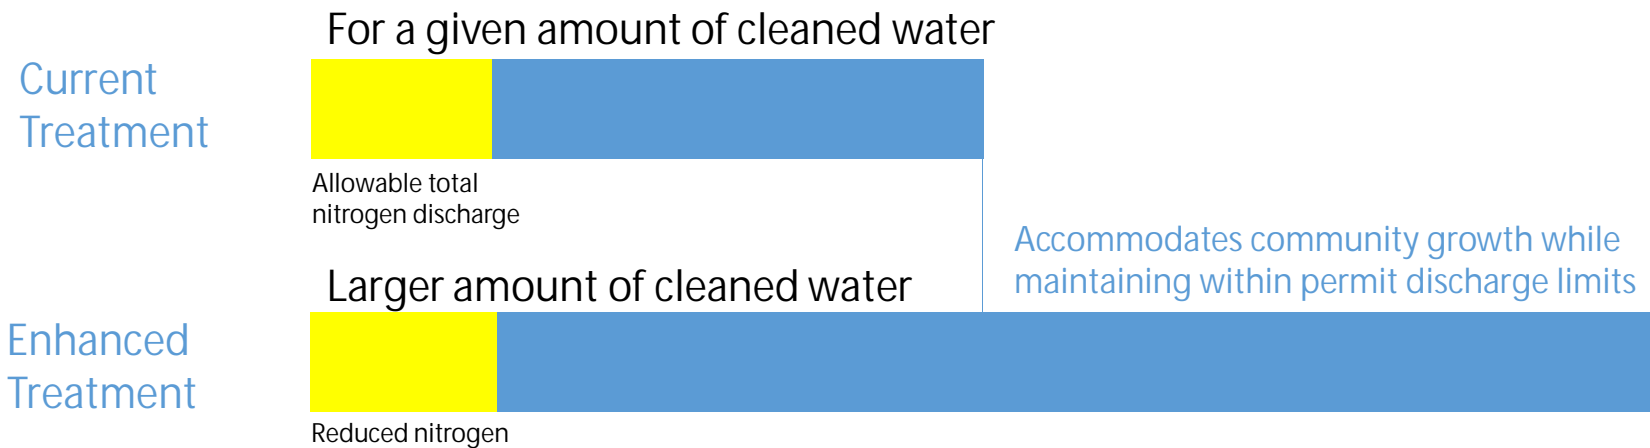 For a given amount of cleaned water
Current
Treatment
Allowable total
nitrogen discharge
Accommodates community growth while
maintaining within permit discharge limits
Larger amount of cleaned water
Enhanced
Treatment
Reduced nitrogen